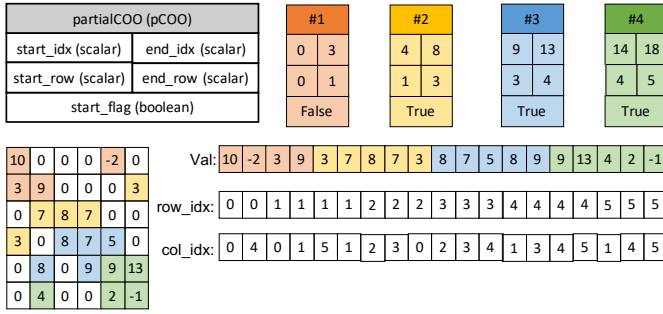 partialCOO (pCOO)
start_idx (scalar) end_idx (scalar)
start_row (scalar) end_row (scalar)
start_flag (boolean)
#1
0 3
0 1
False
#2
4 8
1 3
True
#3
9 13
3 4
True
#4
14 18
4 5
True
10 0 0 0 -2 0
3 9 0 0 0 3
0 7 8 7 0 0
3 0 8 7 5 0
0 8 0 9 9 13
0 4 0 0 2 -1
Val: 10 -2 3 9 3 7 8 7 3 8 7 5 8 9 9 13 4 2 -1
row_idx: 0 0 1 1 1 1 2 2 2 3 3 3 4 4 4 4 5 5 5
col_idx: 0 4 0 1 5 1 2 3 0 2 3 4 1 3 4 5 1 4 5